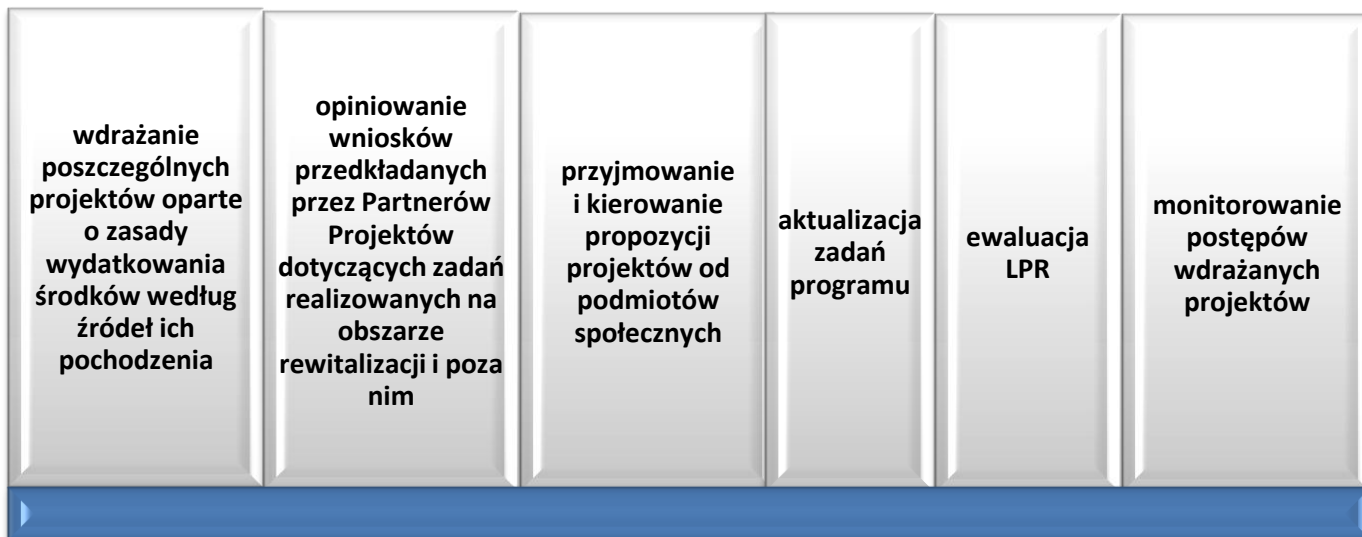 wdrażanie
poszczególnych
projektów oparte
o zasady
wydatkowania
środków według
źródeł ich
pochodzenia
opiniowanie
wniosków
przedkładanych
przez Partnerów
Projektów
dotyczących zadań
realizowanych na
obszarze
rewitalizacji i poza
nim
przyjmowanie
i kierowanie
propozycji
projektów od
podmiotów
społecznych
aktualizacja
zadań
programu
ewaluacja
LPR
monitorowanie
postępów
wdrażanych
projektów